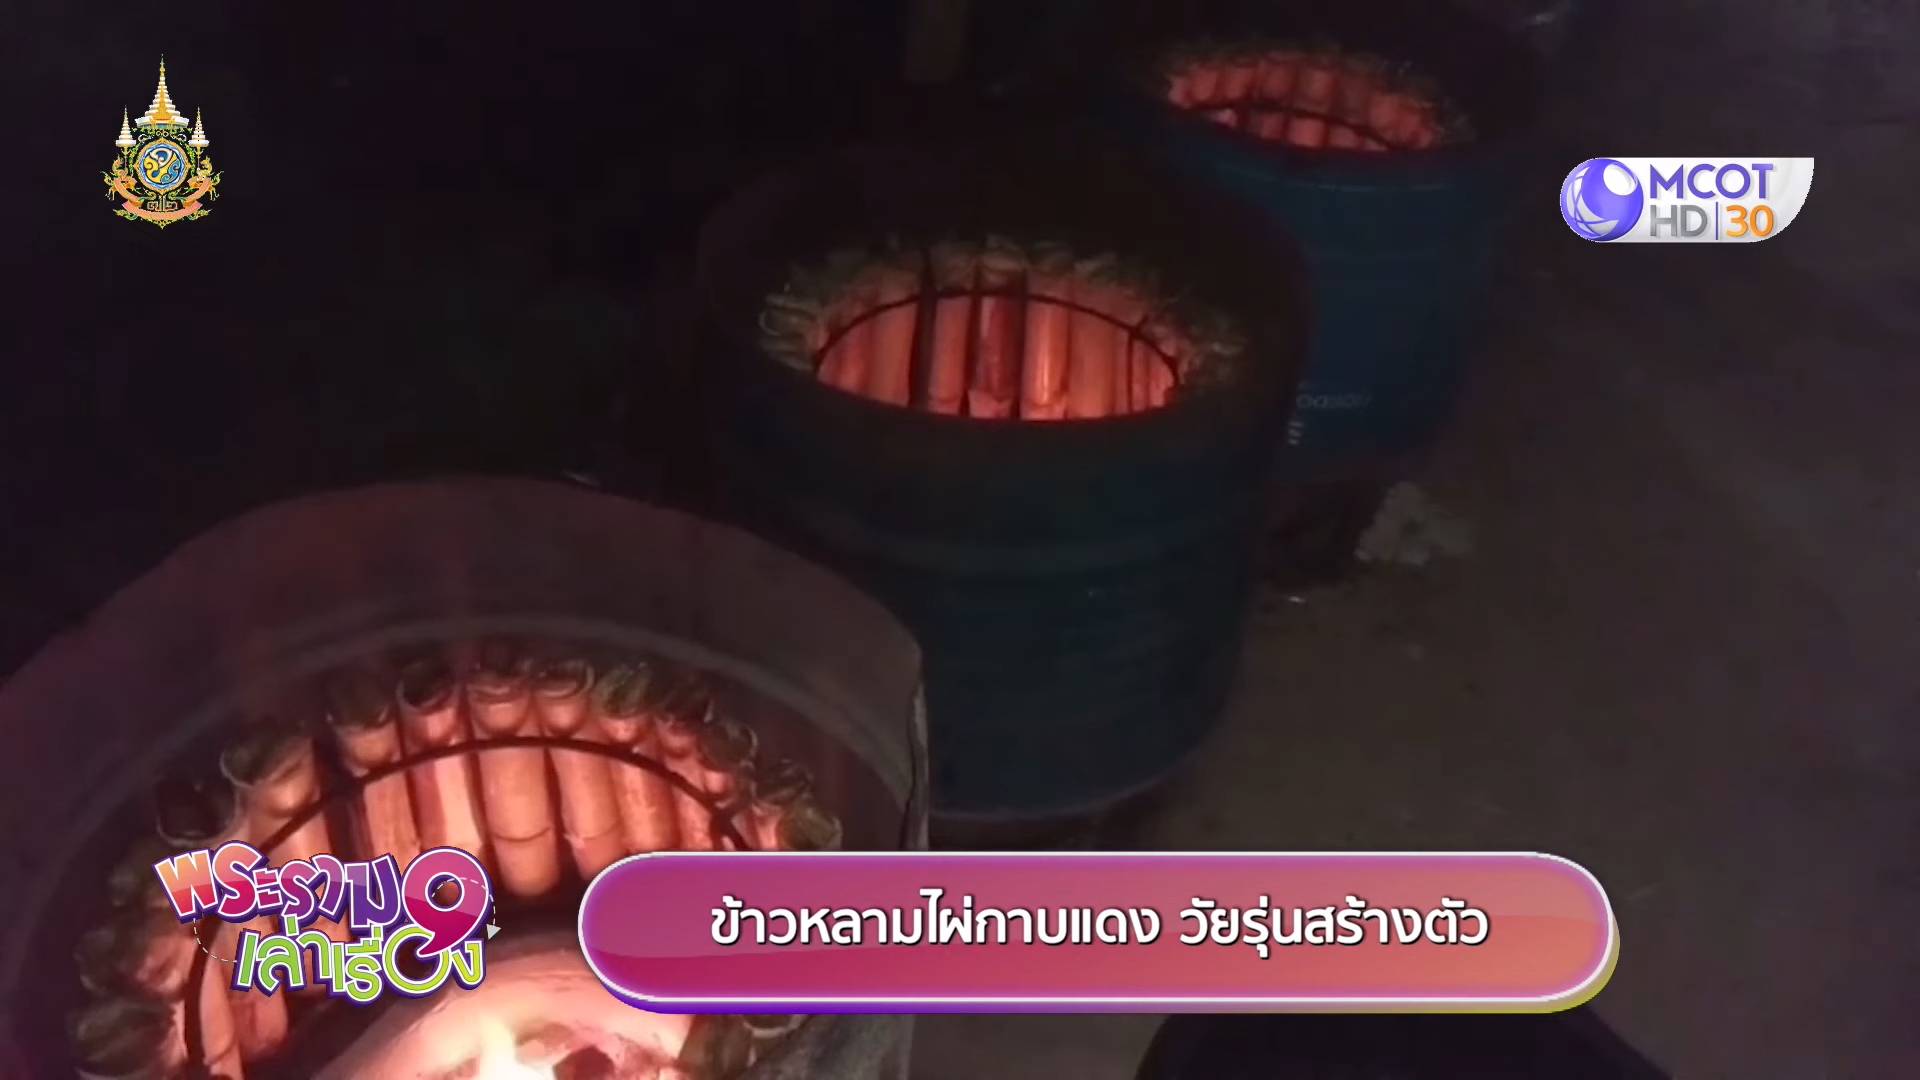 MCOT
HD|30
พระราม ๙
เล่าเรื่อง
ข้าวหลามไผ่กาบแดง วัยรุ่นสร้างตัว